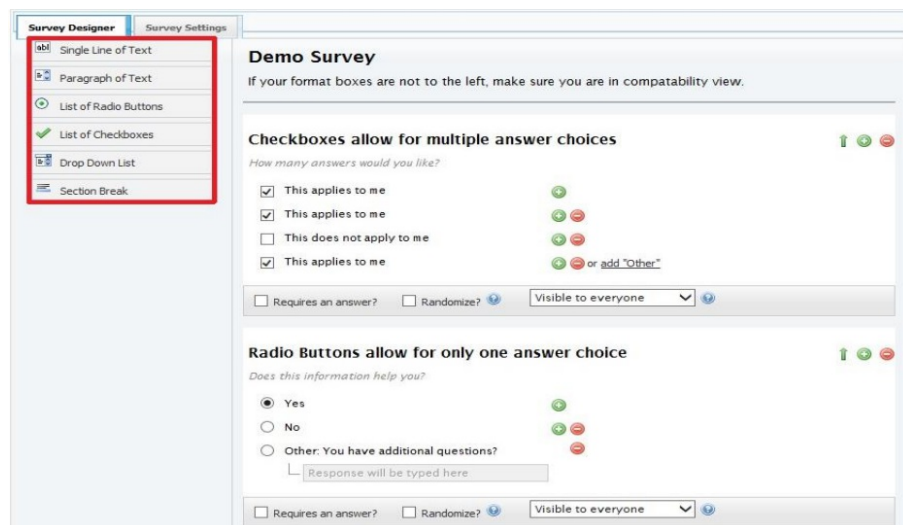 Survey Designer
Survey Settings
abl Single Line of Text
Paragraph of Text
List of Radio Buttons
List of Checkboxes
Drop Down List
Section Break
Demo Survey
If your format boxes are not to the left, make sure you are in compatability view.
Checkboxes allow for multiple answer choices
How many answers would you like?
This applies to me
This applies to me
This does not apply to me
This applies to me
or add "Other"
Requires an answer? Randomize? Visible to everyone
Radio Buttons allow for only one answer choice
Does this information help you?
Yes
No
Other: You have additional questions?
Response will be typed here
Requires an answer? Randomize? Visible to everyone